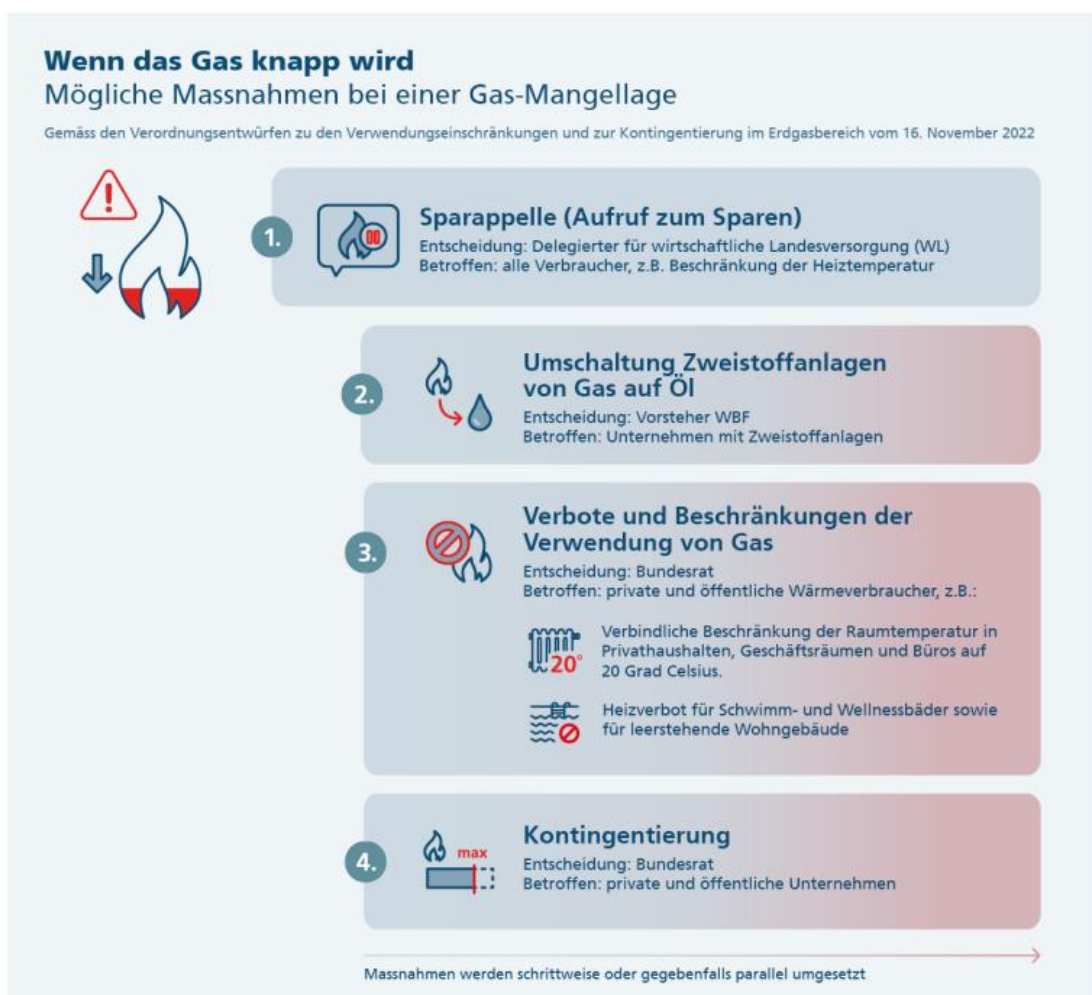 Wenn das Gas knapp wird
Mögliche Massnahmen bei einer Gas-Mangellage
Gemäss den Verordnungsentwürfen zu den Verwendungseinschränkungen und zur Kontingentierung im Erdgasbereich vom 16. November 2022
1.
Sparappelle (Aufruf zum Sparen)
Entscheidung: Delegierter für wirtschaftliche Landesversorgung (WL)
Betroffen: alle Verbraucher, z.B. Beschränkung der Heiztemperatur
2.
Umschaltung Zweistoffanlagen
von Gas auf Öl
Entscheidung: Vorsteher WBF
Betroffen: Unternehmen mit Zweistoffanlagen
3.
Verbote und Beschränkungen der
Verwendung von Gas
Entscheidung: Bundesrat
Betroffen: private und öffentliche Wärmeverbraucher, z.B.:
20°
Verbindliche Beschränkung der Raumtemperatur in
Privathaushalten, Geschäftsräumen und Büros auf
20 Grad Celsius.
Heizverbot für Schwimm- und Wellnessbäder sowie
für leerstehende Wohngebäude
4.
max
Kontingentierung
Entscheidung: Bundesrat
Betroffen: private und öffentliche Unternehmen
Massnahmen werden schrittweise oder gegebenfalls parallel umgesetzt